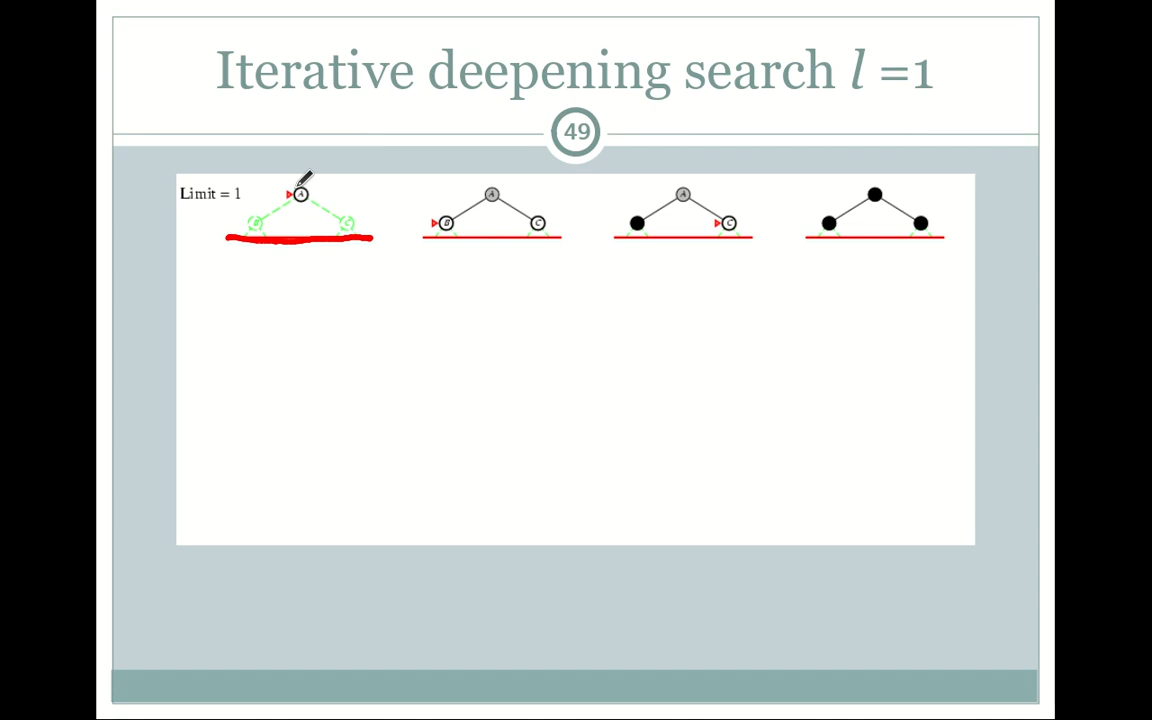 Iterative deepening search l =1
49
Limit = 1
A A A
B C B C C